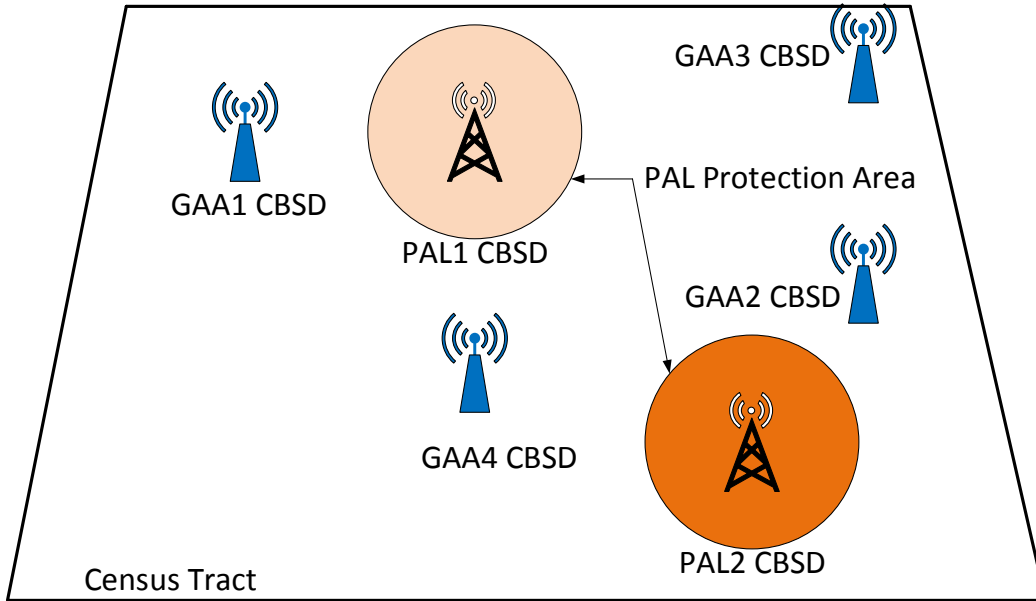 GAA3 CBSD
GAA1 CBSD
PAL Protection Area
PAL1 CBSD
GAA2 CBSD
GAA4 CBSD
PAL2 CBSD
Census Tract